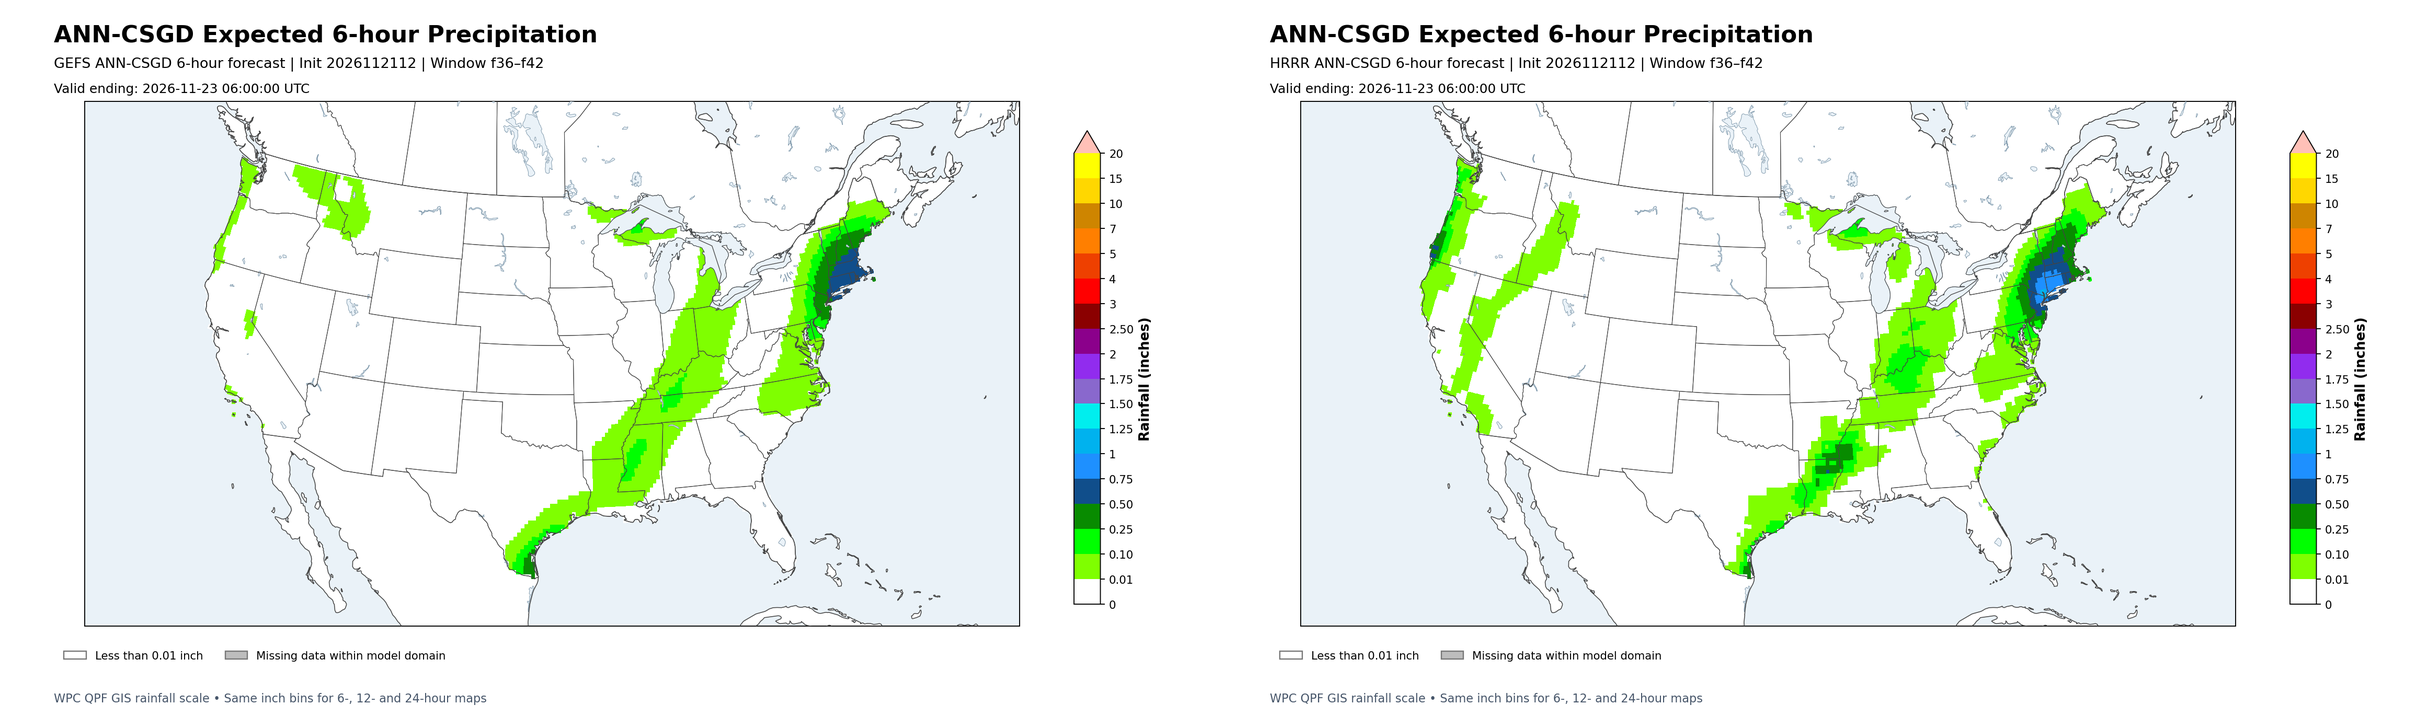 ANN-CSGD Expected 6-hour Precipitation
GEFS ANN-CSGD 6-hour forecast | Init 2026112112 | Window f36–f42
Valid ending: 2026-11-23 06:00:00 UTC
20
15
10
7
5
4
3
2.50
2
1.75
1.50
1.25
1
0.75
0.50
0.25
0.10
0.01
0
Rainfall (inches)
Less than 0.01 inch
Missing data within model domain
WPC QPF GIS rainfall scale • Same inch bins for 6-, 12- and 24-hour maps
ANN-CSGD Expected 6-hour Precipitation
HRRR ANN-CSGD 6-hour forecast | Init 2026112112 | Window f36–f42
Valid ending: 2026-11-23 06:00:00 UTC
20
15
10
7
5
4
3
2.50
2
1.75
1.50
1.25
1
0.75
0.50
0.25
0.10
0.01
0
Rainfall (inches)
Less than 0.01 inch
Missing data within model domain
WPC QPF GIS rainfall scale • Same inch bins for 6-, 12- and 24-hour maps